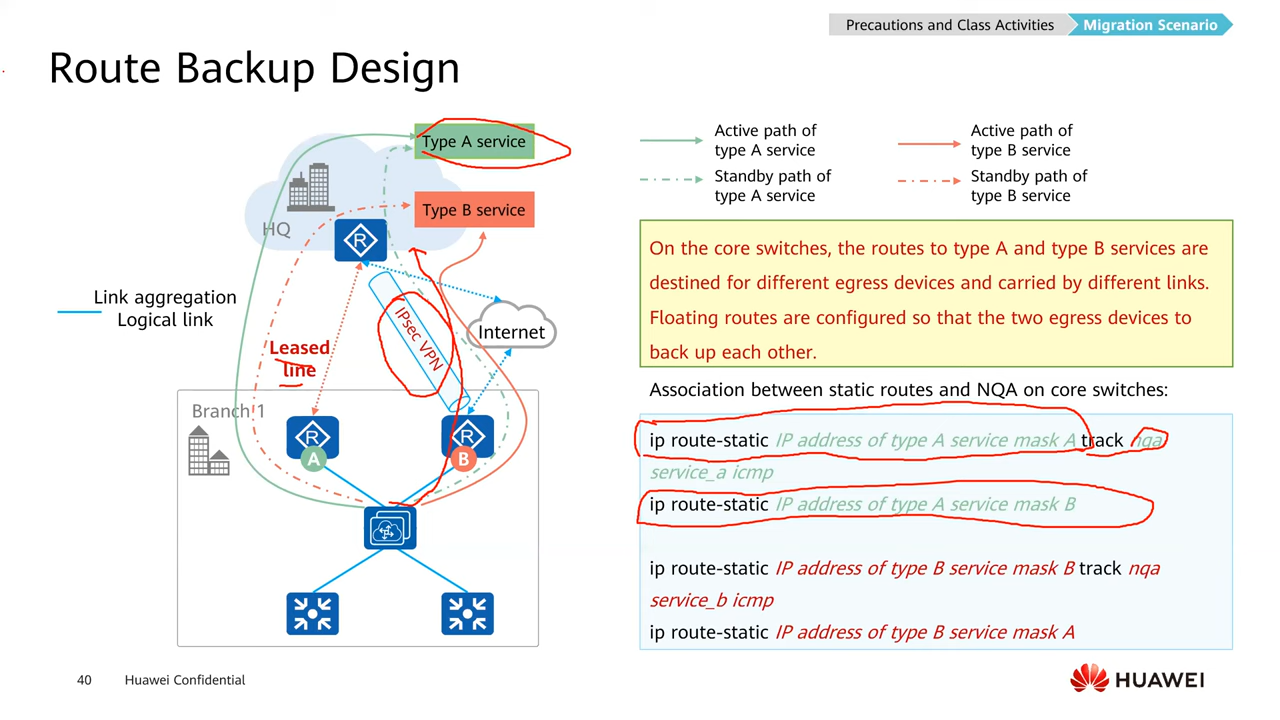 Precautions and Class Activities
Migration Scenario
Route Backup Design
Type A service
Type B service
HQ
R
Link aggregation
Logical link
IPsec VPN
Internet
Leased
line
Branch 1
R
A
R
B
Active path of
type A service
Active path of
type B service
Standby path of
type A service
Standby path of
type B service
On the core switches, the routes to type A and type B services are
destined for different egress devices and carried by different links.
Floating routes are configured so that the two egress devices to
back up each other.
Association between static routes and NQA on core switches:
ip route-static IP address of type A service mask A track nqa
service_a icmp
ip route-static IP address of type A service mask B
ip route-static IP address of type B service mask B track nqa
service_b icmp
ip route-static IP address of type B service mask A
40 Huawei Confidential
HUAWEI